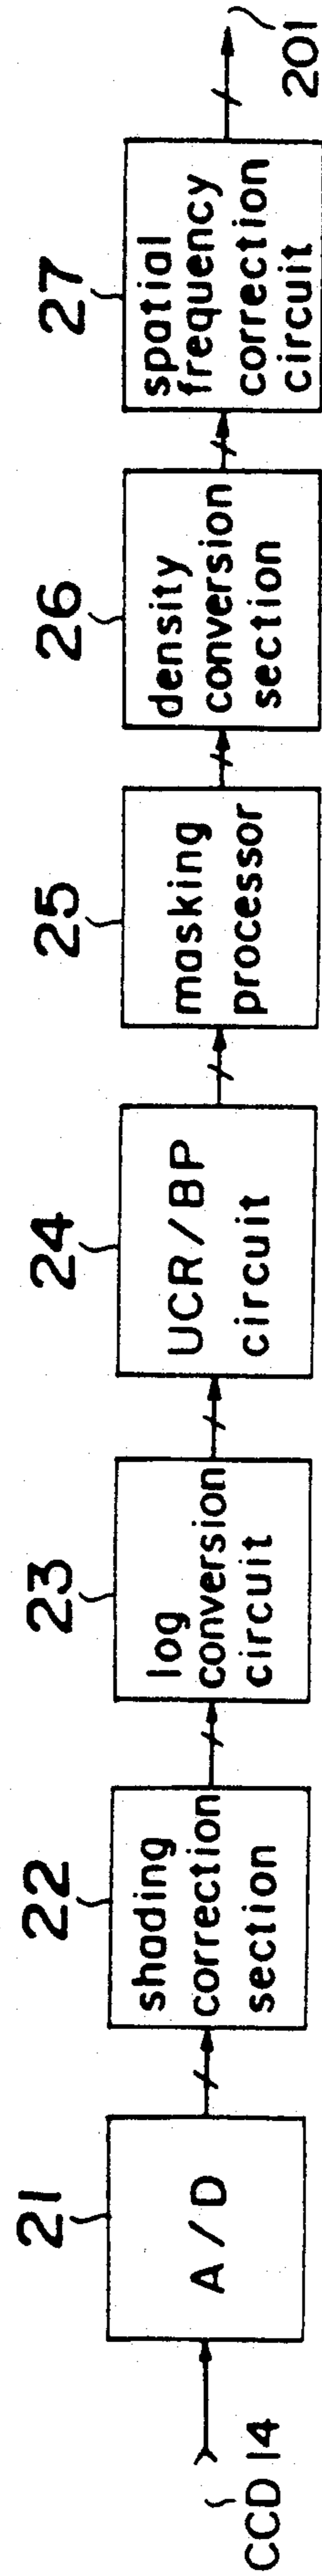 CCD 14
21
A/D
22
shading
correction
section
23
log
conversion
circuit
24
UCR/BP
circuit
25
masking
processor
26
density
conversion
section
27
spatial
frequency
correction
circuit
201